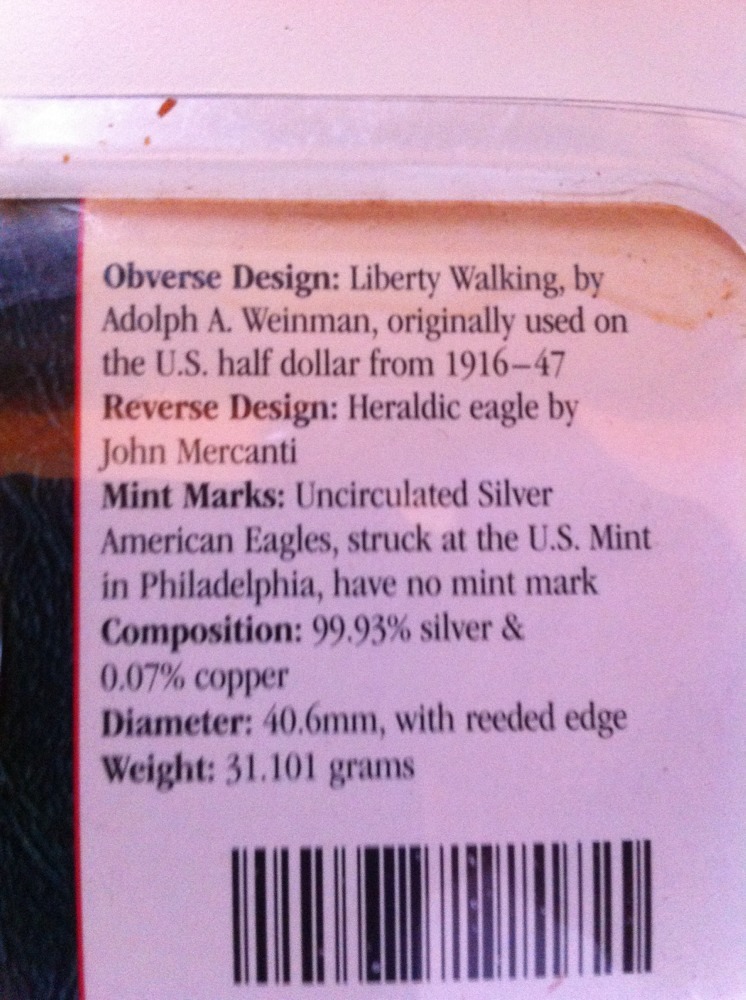 Obverse Design: Liberty Walking, by
Adolph A. Weinman, originally used on
the U.S. half dollar from 1916–47
Reverse Design: Heraldic eagle by
John Mercanti
Mint Marks: Uncirculated Silver
American Eagles, struck at the U.S. Mint
in Philadelphia, have no mint mark
Composition: 99.93% silver &
0.07% copper
Diameter: 40.6mm, with reeded edge
Weight: 31.101 grams